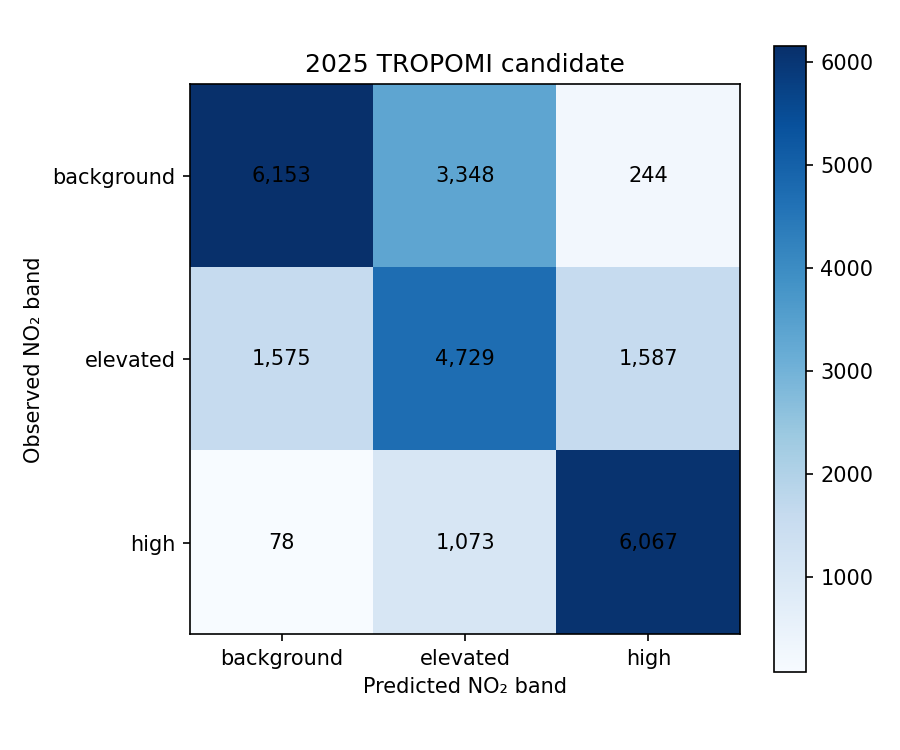 2025 TROPOMI candidate
6000
5000
4000
3000
2000
1000
Observed NO₂ band
background
6,153
3,348
244
elevated
1,575
4,729
1,587
high
78
1,073
6,067
background
elevated
high
Predicted NO₂ band